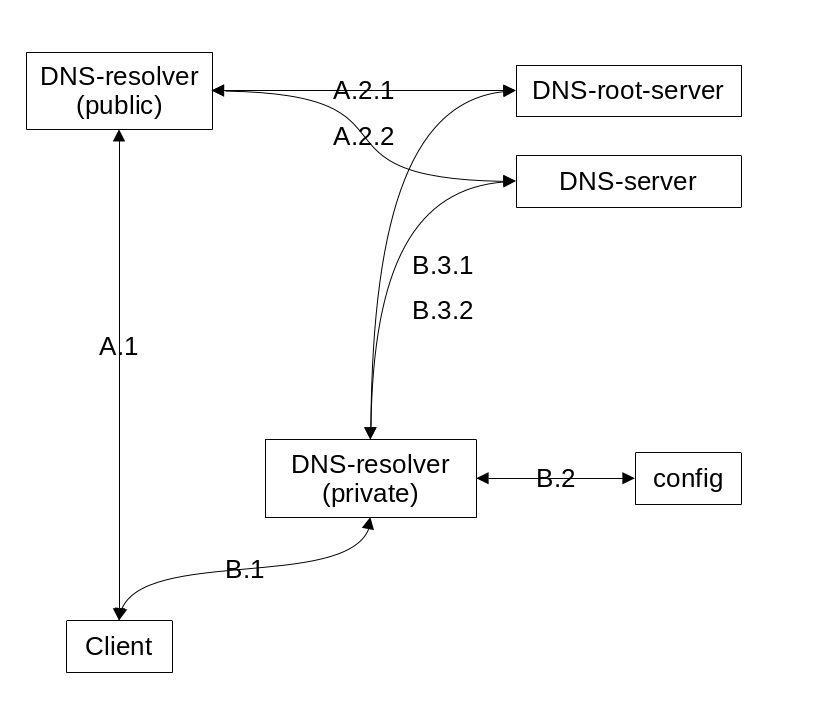 DNS-resolver
(public)
A.2.1
DNS-root-server
A.2.2
DNS-server
B.3.1
B.3.2
A.1
DNS-resolver
(private)
B.2
config
B.1
Client